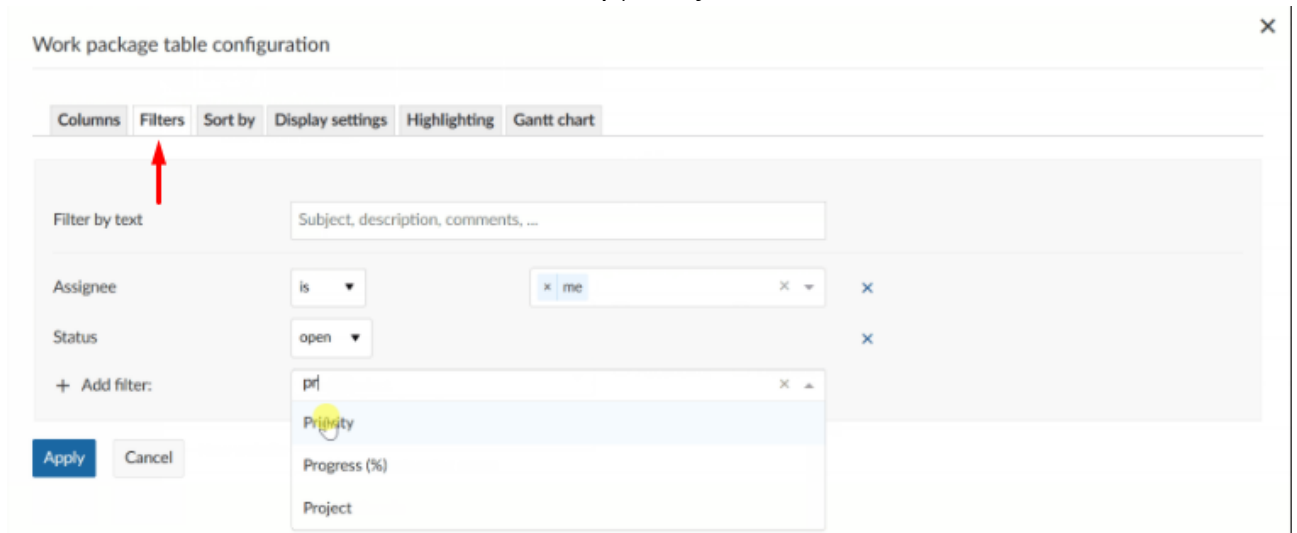 Work package table configuration
Columns Filters Sort by Display settings Highlighting Gantt chart
Filter by text Subject, description, comments, ...
Assignee is me
Status open
+ Add filter: pr
Priority
Apply Cancel
Progress (%)
Project